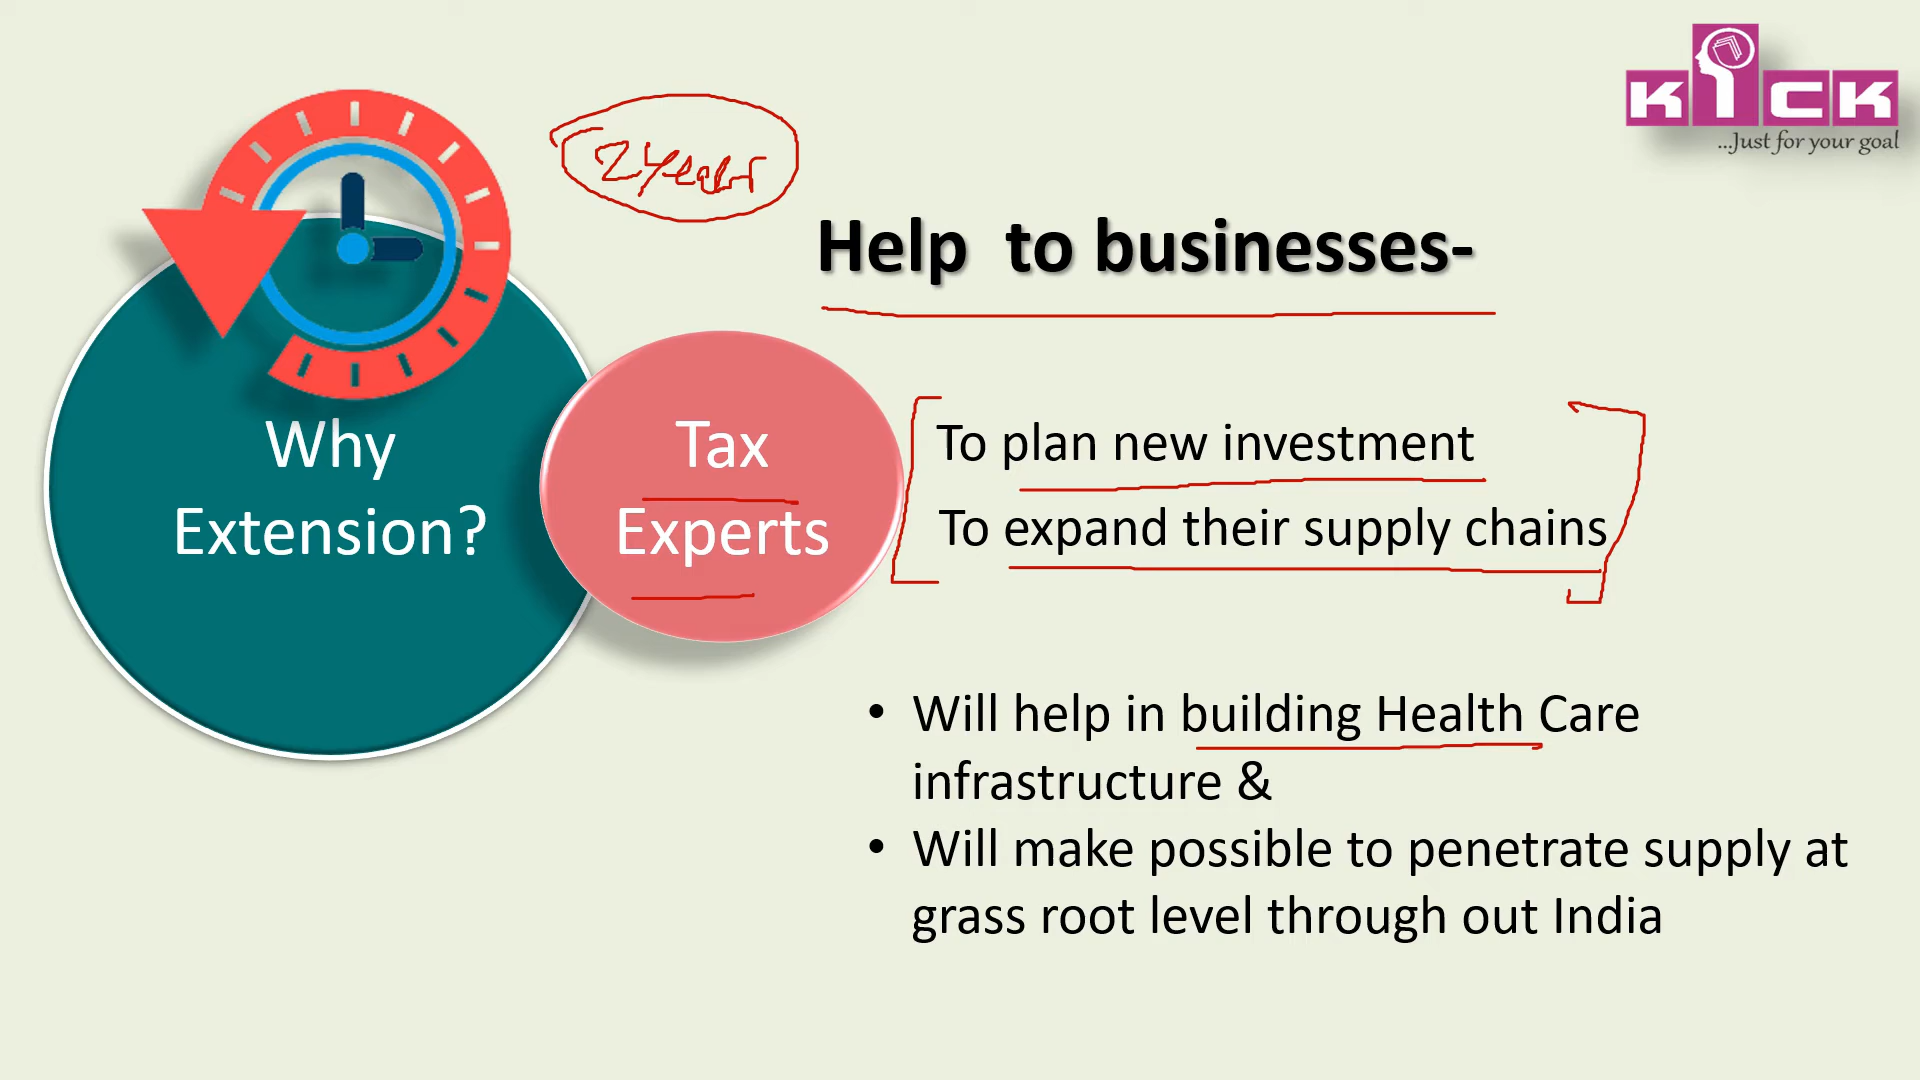 KICK
...Just for your goal
2 Years
Help to businesses-
Why
Extension?
Tax
Experts
To plan new investment
To expand their supply chains
• Will help in building Health Care
infrastructure &
• Will make possible to penetrate supply at
grass root level through out India